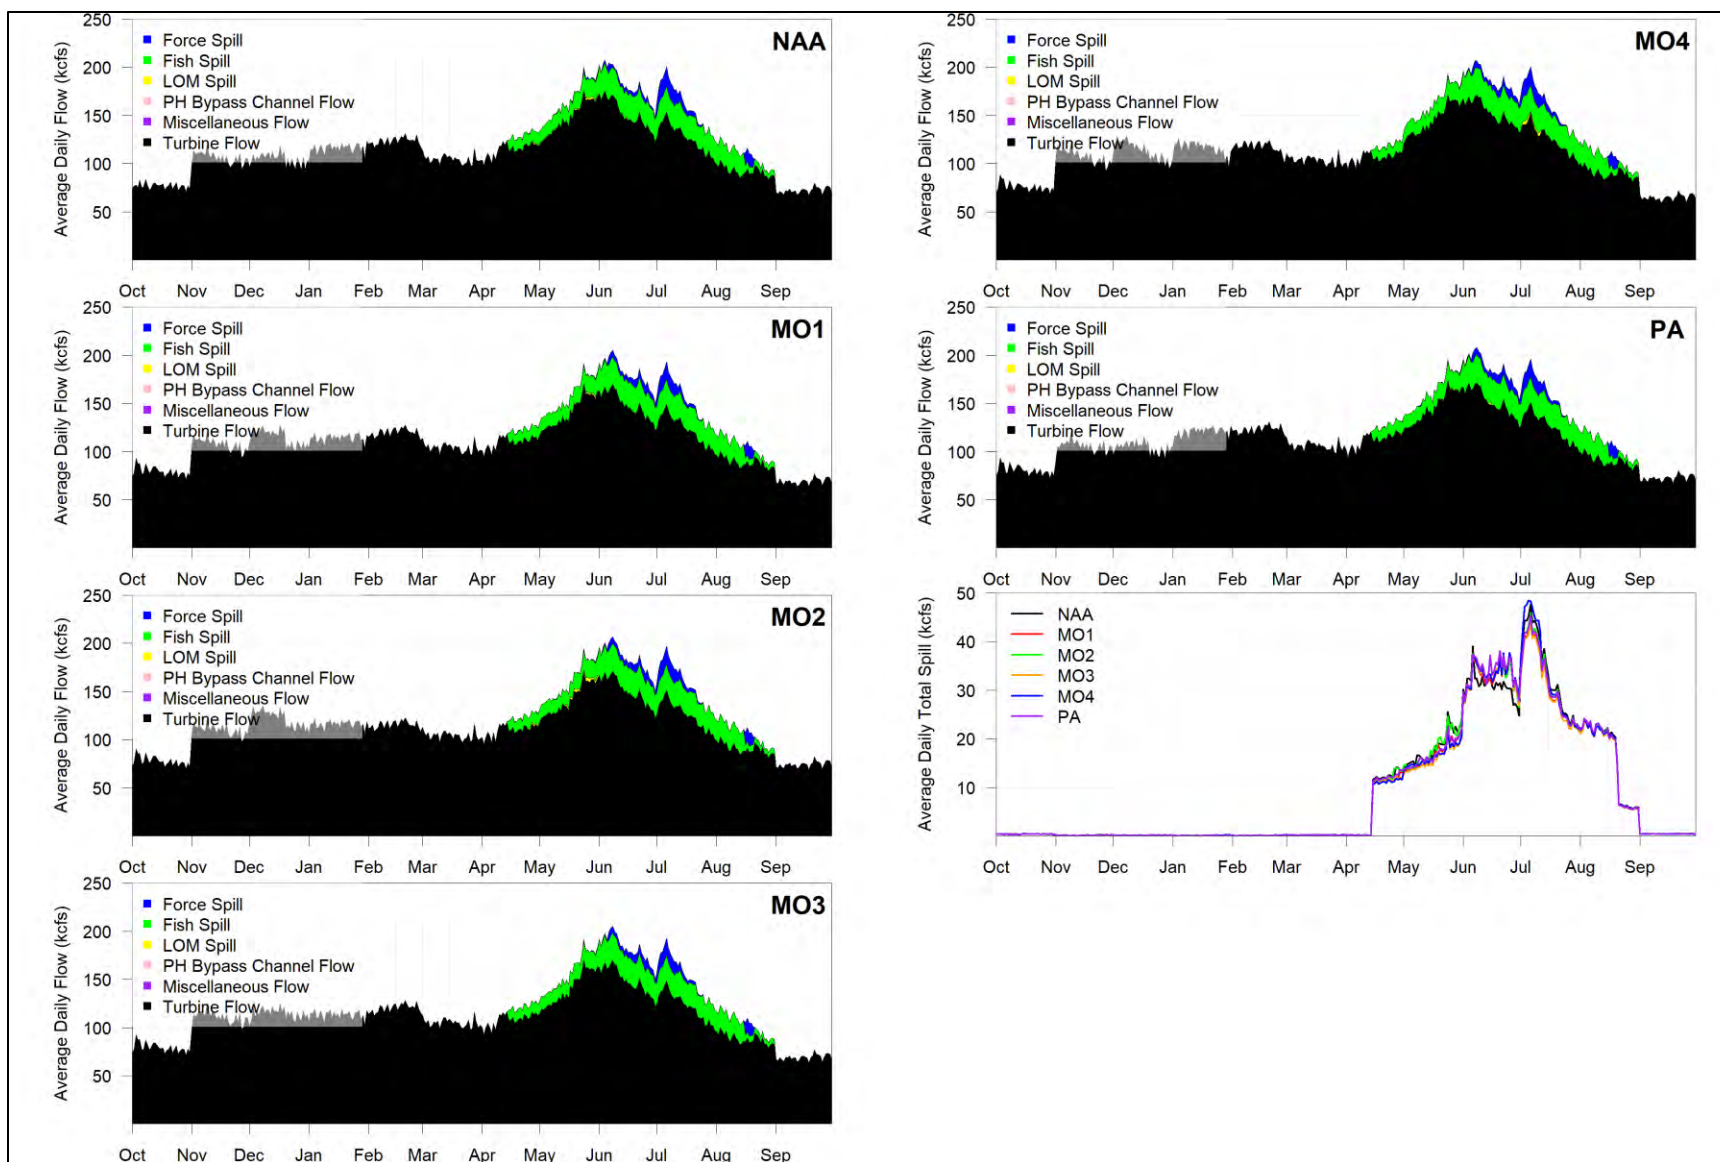 NAA
Average Daily Flow (kcfs)
250
200
150
100
50
Force Spill
Fish Spill
LOM Spill
PH Bypass Channel Flow
Miscellaneous Flow
Turbine Flow
Oct Nov Dec Jan Feb Mar Apr May Jun Jul Aug Sep
MO1
Average Daily Flow (kcfs)
250
200
150
100
50
Force Spill
Fish Spill
LOM Spill
PH Bypass Channel Flow
Miscellaneous Flow
Turbine Flow
Oct Nov Dec Jan Feb Mar Apr May Jun Jul Aug Sep
MO2
Average Daily Flow (kcfs)
250
200
150
100
50
Force Spill
Fish Spill
LOM Spill
PH Bypass Channel Flow
Miscellaneous Flow
Turbine Flow
Oct Nov Dec Jan Feb Mar Apr May Jun Jul Aug Sep
MO3
Average Daily Flow (kcfs)
250
200
150
100
50
Force Spill
Fish Spill
LOM Spill
PH Bypass Channel Flow
Miscellaneous Flow
Turbine Flow
Oct Nov Dec Jan Feb Mar Apr May Jun Jul Aug Sep
MO4
Average Daily Flow (kcfs)
250
200
150
100
50
Force Spill
Fish Spill
LOM Spill
PH Bypass Channel Flow
Miscellaneous Flow
Turbine Flow
Oct Nov Dec Jan Feb Mar Apr May Jun Jul Aug Sep
PA
Average Daily Flow (kcfs)
250
200
150
100
50
Force Spill
Fish Spill
LOM Spill
PH Bypass Channel Flow
Miscellaneous Flow
Turbine Flow
Oct Nov Dec Jan Feb Mar Apr May Jun Jul Aug Sep
Average Daily Total Spill (kcfs)
50
40
30
20
10
NAA
MO1
MO2
MO3
MO4
PA
Oct Nov Dec Jan Feb Mar Apr May Jun Jul Aug Sep